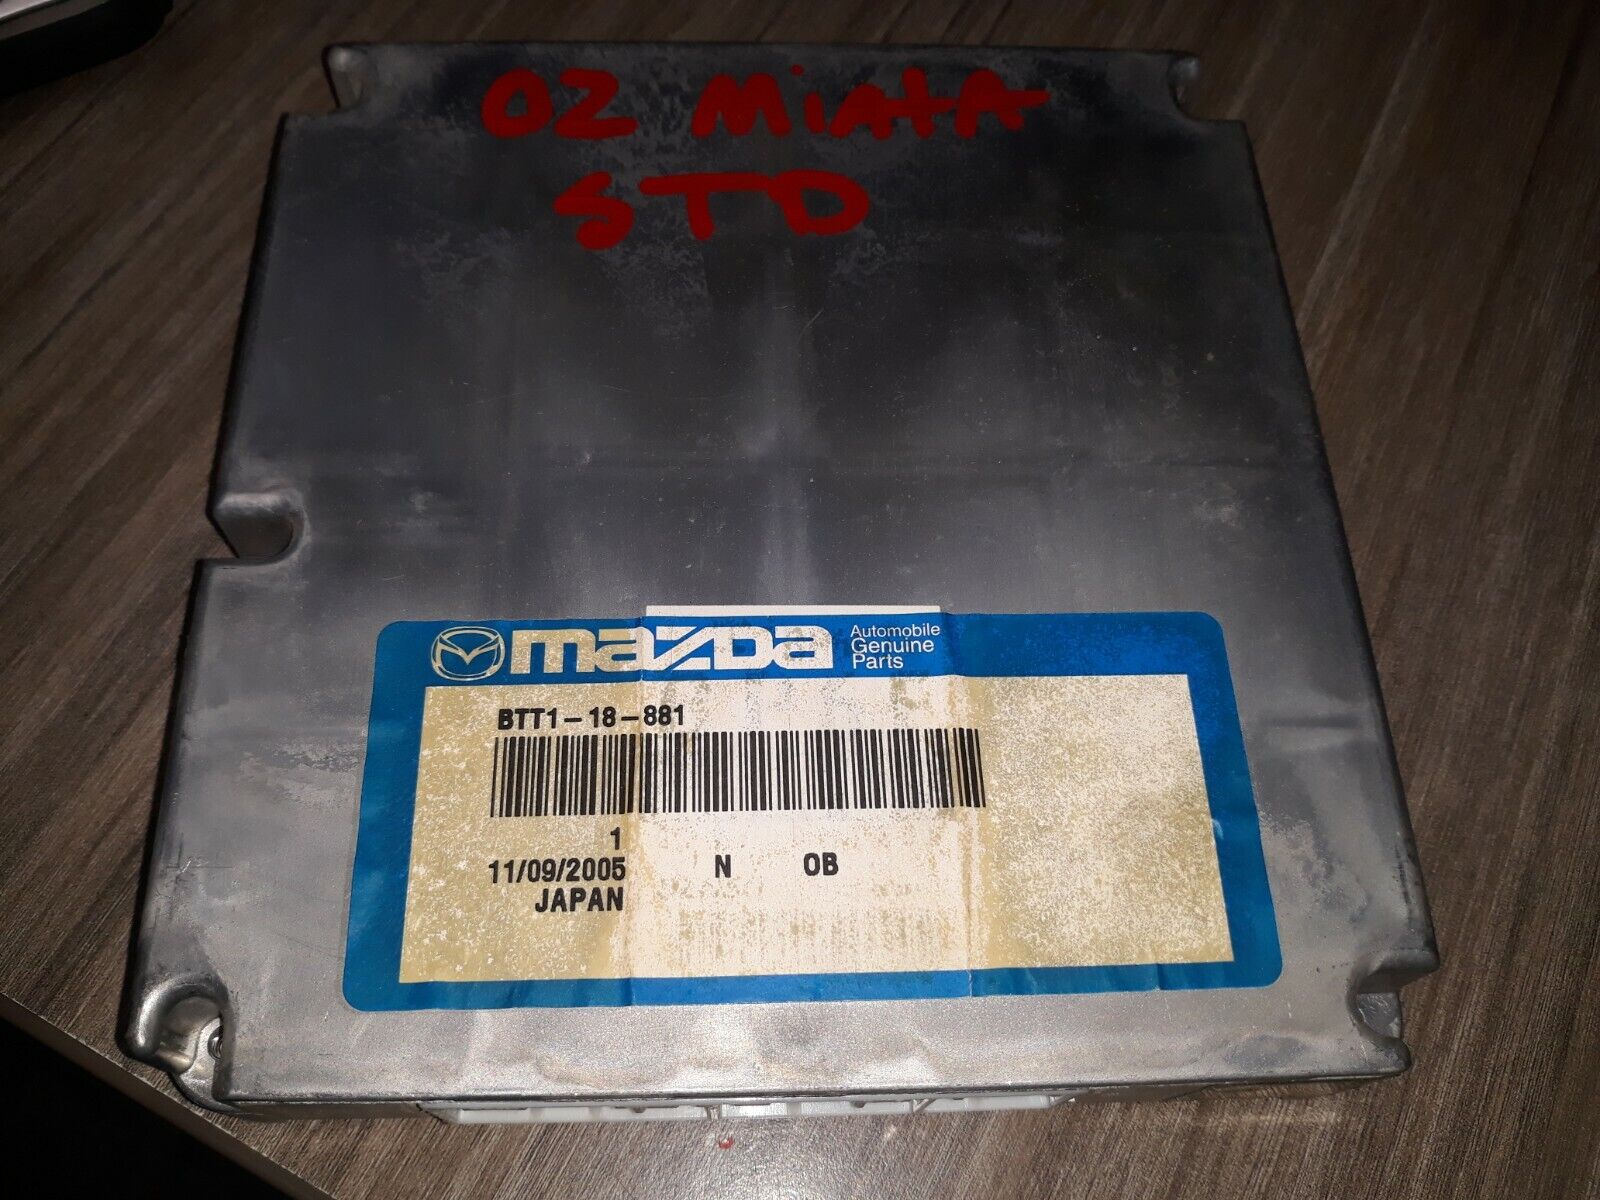 02 MiAtA
STD
mazda Automobile
Genuine
Parts
BTT1-18-881
1
11/09/2005 N OB
JAPAN